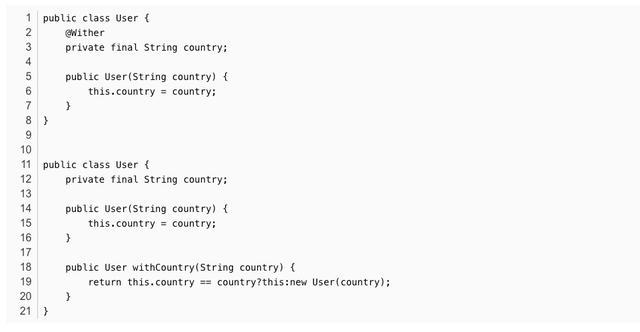 1 public class User {
2     @Wither
3     private final String country;
4
5     public User(String country) {
6         this.country = country;
7     }
8 }
9
10
11 public class User {
12     private final String country;
13
14     public User(String country) {
15         this.country = country;
16     }
17
18     public User withCountry(String country) {
19         return this.country == country?this:new User(country);
20     }
21 }